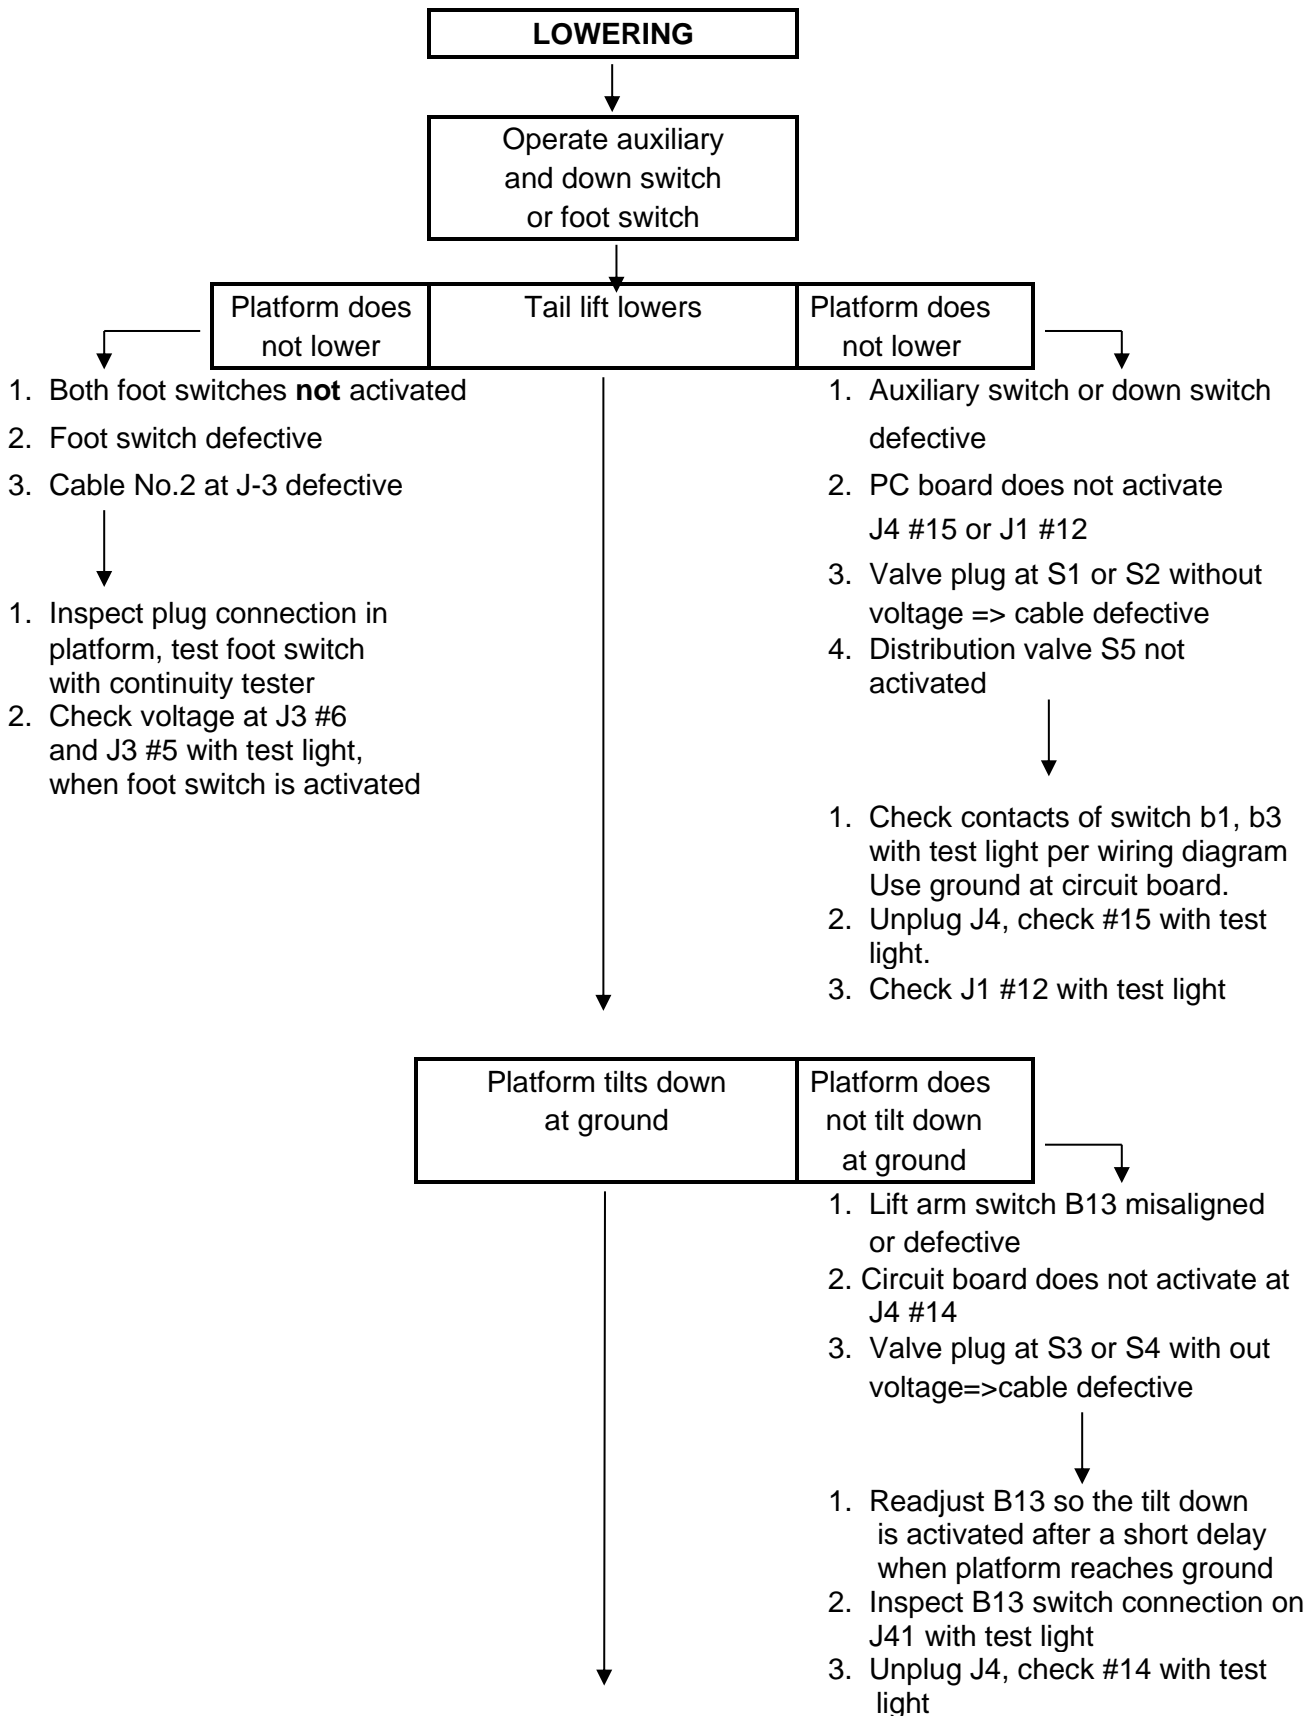 LOWERING
Operate auxiliary
and down switch
or foot switch
Platform does
not lower
Tail lift lowers
Platform does
not lower
1. Both foot switches not activated
2. Foot switch defective
3. Cable No.2 at J-3 defective
1. Inspect plug connection in
platform, test foot switch
with continuity tester
2. Check voltage at J3 #6
and J3 #5 with test light,
when foot switch is activated
1. Auxiliary switch or down switch
defective
2. PC board does not activate
J4 #15 or J1 #12
3. Valve plug at S1 or S2 without
voltage => cable defective
4. Distribution valve S5 not
activated
1. Check contacts of switch b1, b3
with test light per wiring diagram
Use ground at circuit board.
2. Unplug J4, check #15 with test
light.
3. Check J1 #12 with test light
Platform tilts down
at ground
Platform does
not tilt down
at ground
1. Lift arm switch B13 misaligned
or defective
2. Circuit board does not activate at
J4 #14
3. Valve plug at S3 or S4 with out
voltage=>cable defective
1. Readjust B13 so the tilt down
is activated after a short delay
when platform reaches ground
2. Inspect B13 switch connection on
J41 with test light
3. Unplug J4, check #14 with test
light